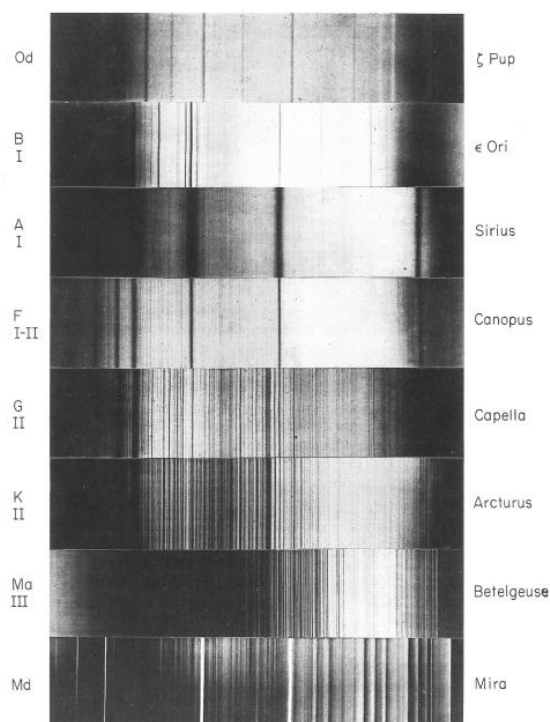 Od
ζ Pup
B
I
ϵ Ori
A
I
Sirius
F
I-II
Canopus
G
II
Capella
K
II
Arcturus
Ma
III
Betelgeuse
Md
Mira